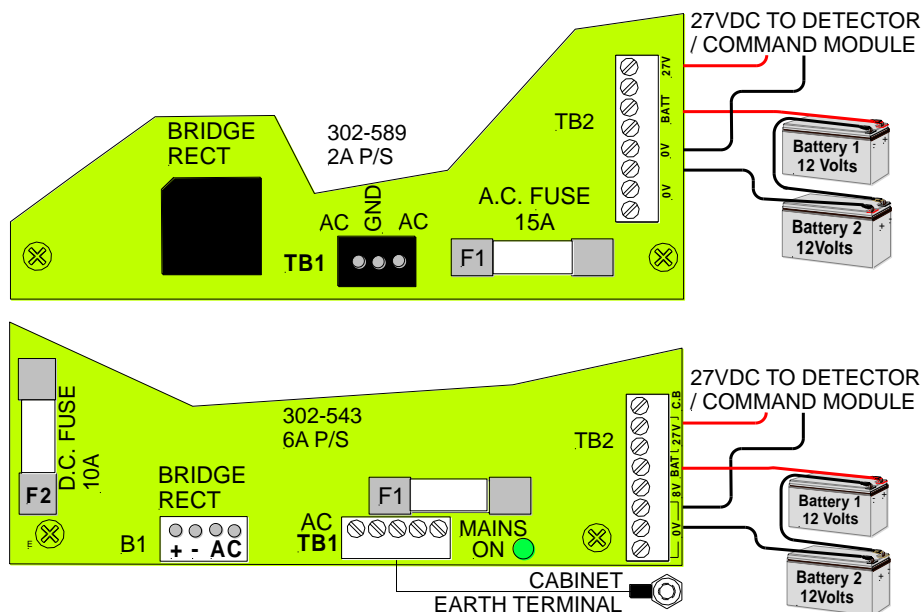 27VDC TO DETECTOR
/ COMMAND MODULE
27V
BATT
0V
0V
TB2
BRIDGE
RECT
302-589
2A P/S
A.C. FUSE
15A
AC GND AC
TB1
F1
Battery 1
12 Volts
Battery 2
12Volts
27VDC TO DETECTOR
/ COMMAND MODULE
C.B
27V
BAT
8V
0V
TB2
302-543
6A P/S
D.C. FUSE
10A
F2
BRIDGE
RECT
B1
+ - AC
F1
AC
TB1
MAINS
ON
E
CABINET
EARTH TERMINAL
Battery 1
12 Volts
Battery 2
12Volts